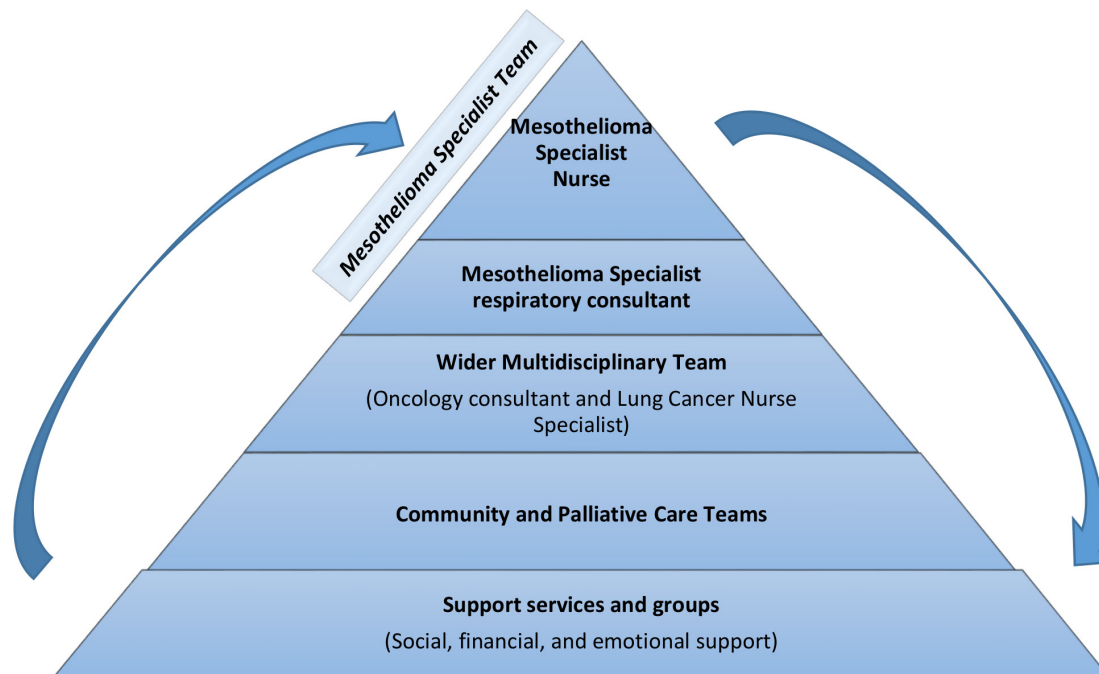 Mesothelioma Specialist Team
Mesothelioma
Specialist
Nurse
Mesothelioma Specialist
respiratory consultant
Wider Multidisciplinary Team
(Oncology consultant and Lung Cancer Nurse
Specialist)
Community and Palliative Care Teams
Support services and groups
(Social, financial, and emotional support)